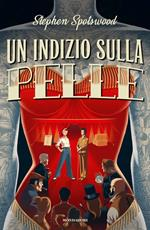 Stephen Spotswood
UN INDIZIO SULLA
PELLE
MONDADORI